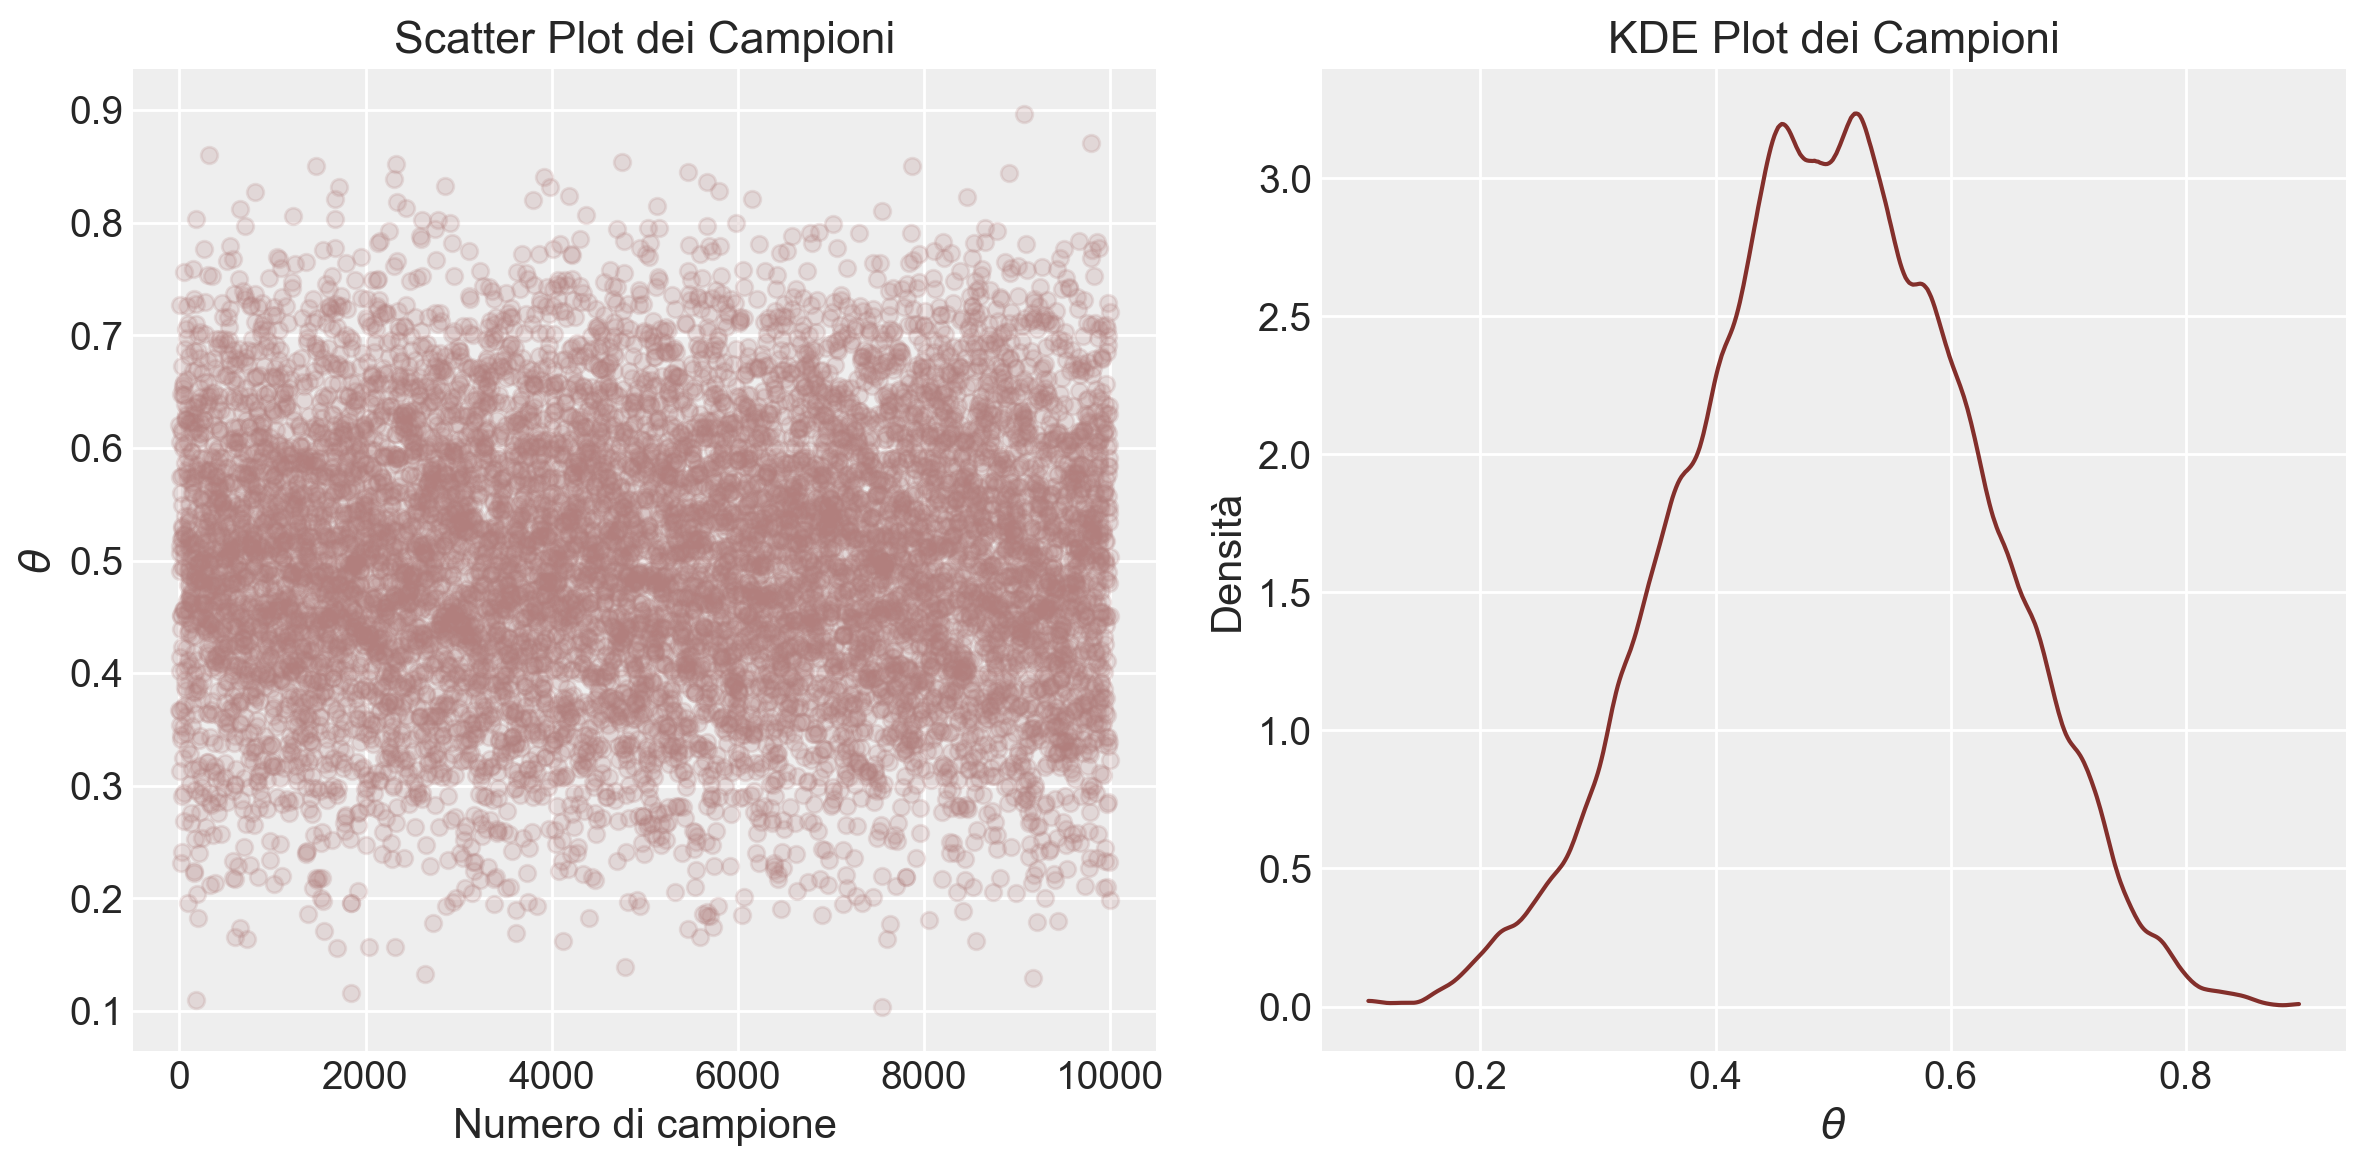 Scatter Plot dei Campioni
0.9
0.8
0.7
0.6
0.5
0.4
0.3
0.2
0.1
θ
0 2000 4000 6000 8000 10000
Numero di campione
KDE Plot dei Campioni
3.0
2.5
2.0
1.5
1.0
0.5
0.0
Densità
0.2 0.4 0.6 0.8
θ